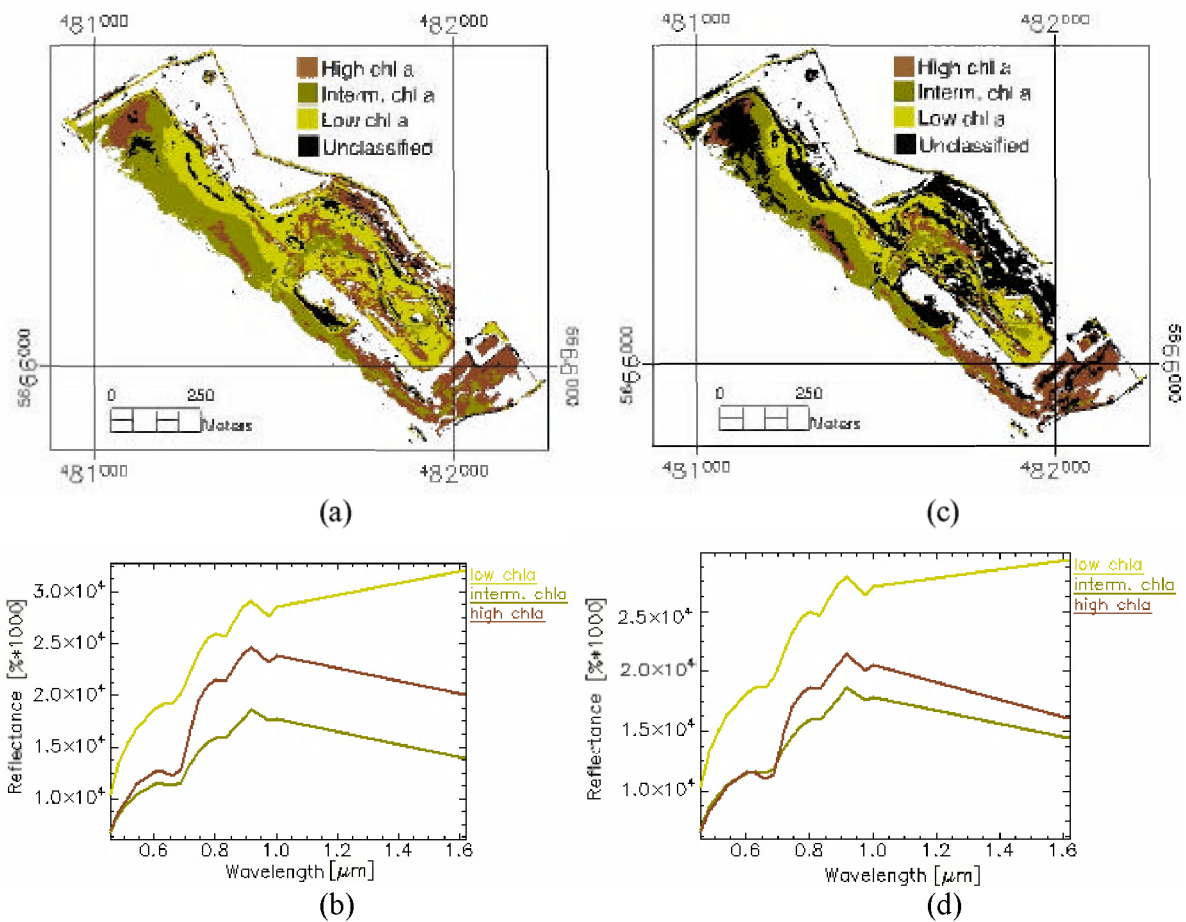 481000 482000
High chl a
Interm. chl a
Low chl a
Unclassified
5666000 5666000
0 250
Meters
481000 482000
(a)
481000 482000
High chl a
Interm. chl a
Low chl a
Unclassified
5666000 5666000
0 250
Meters
481000 482000
(c)
low chla
interm. chla
high chla
Reflectance [%*1000]
3.0×10⁴
2.5×10⁴
2.0×10⁴
1.5×10⁴
1.0×10⁴
0.6 0.8 1.0 1.2 1.4 1.6
Wavelength [μm]
(b)
low chla
interm. chla
high chla
Reflectance [%*1000]
2.5×10⁴
2.0×10⁴
1.5×10⁴
1.0×10⁴
0.6 0.8 1.0 1.2 1.4 1.6
Wavelength [μm]
(d)